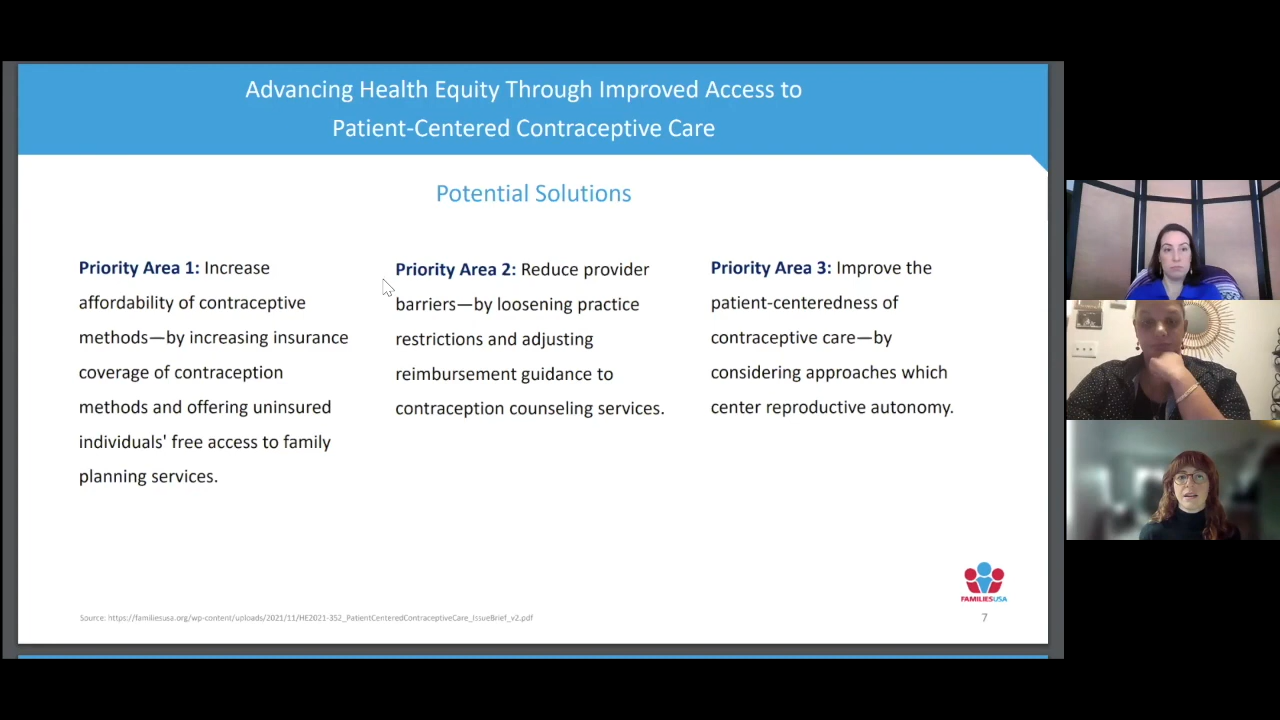 Advancing Health Equity Through Improved Access to
Patient-Centered Contraceptive Care
Potential Solutions
Priority Area 1: Increase
affordability of contraceptive
methods—by increasing insurance
coverage of contraception
methods and offering uninsured
individuals' free access to family
planning services.
Priority Area 2: Reduce provider
barriers—by loosening practice
restrictions and adjusting
reimbursement guidance to
contraception counseling services.
Priority Area 3: Improve the
patient-centeredness of
contraceptive care—by
considering approaches which
center reproductive autonomy.
FAMILIESUSA
Source: https://familiesusa.org/wp-content/uploads/2021/11/HE2021-352_PatientCenteredContraceptiveCare_IssueBrief_v2.pdf
7